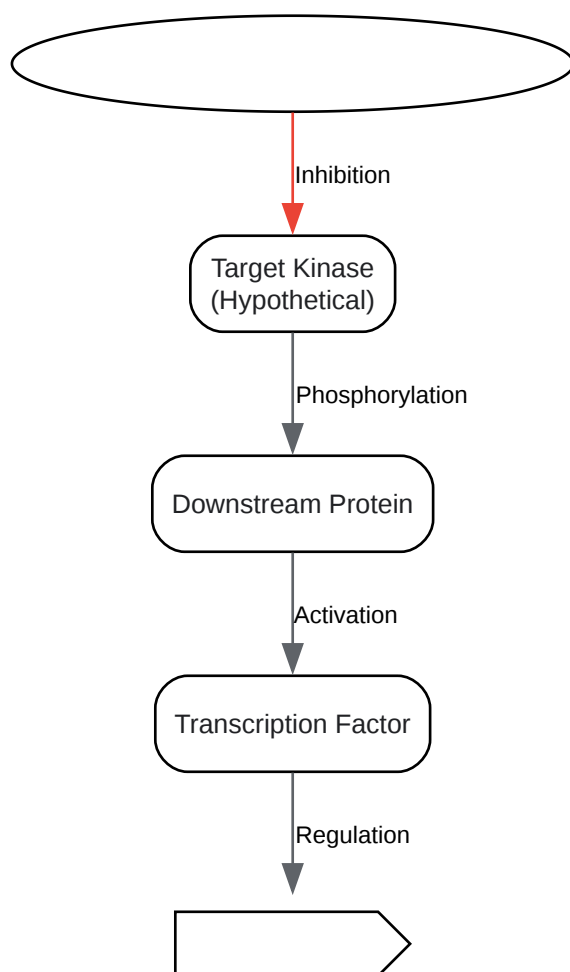 Inhibition
Target Kinase
(Hypothetical)
Phosphorylation
Downstream Protein
Activation
Transcription Factor
Regulation